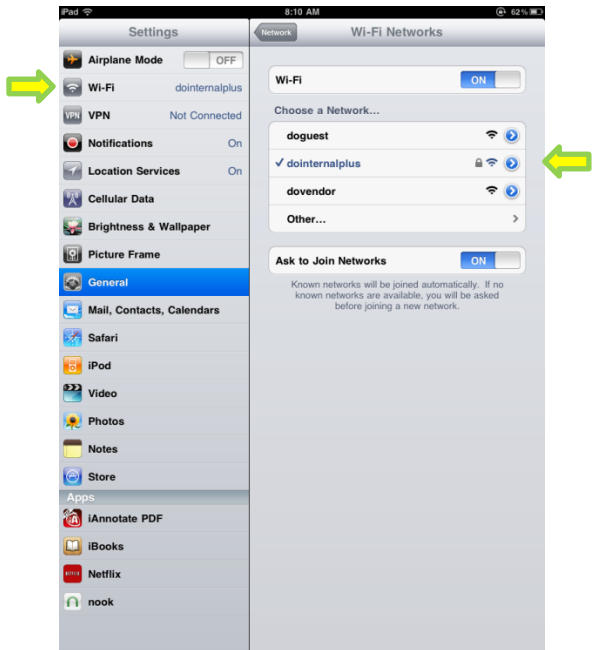 iPad 8:10 AM 62%
Settings
Airplane Mode OFF
Wi-Fi dointernalplus
VPN VPN Not Connected
Notifications On
Location Services On
Cellular Data
Brightness & Wallpaper
Picture Frame
General
Mail, Contacts, Calendars
Safari
iPod
Video
Photos
Notes
Store
Apps
iAnnotate PDF
iBooks
NETFLIX Netflix
nook
Network Wi-Fi Networks
Wi-Fi ON
Choose a Network...
doguest
dointernalplus
dovendor
Other...
Ask to Join Networks ON
Known networks will be joined automatically. If no
known networks are available, you will be asked
before joining a new network.